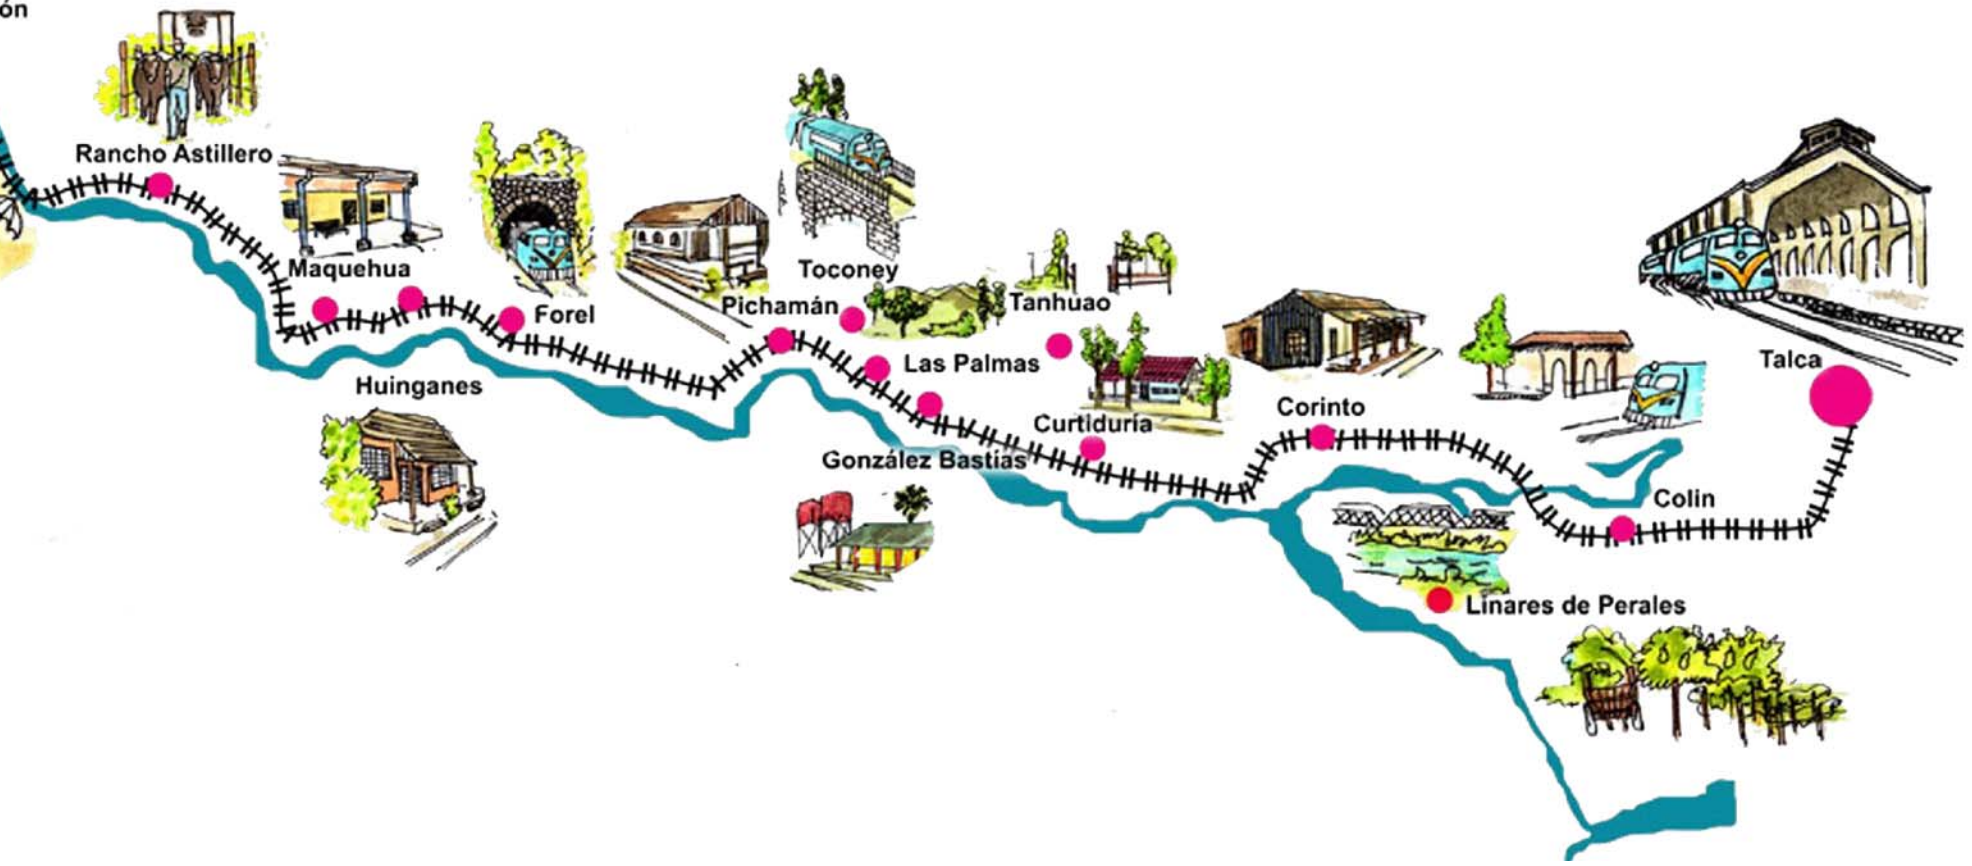 ón
Rancho Astillero
Maquehua
Huinganes
Forel
Pichamán
Toconey
Las Palmas
Tanhuao
González Bastías
Curtiduría
Corinto
Colin
Talca
Linares de Perales